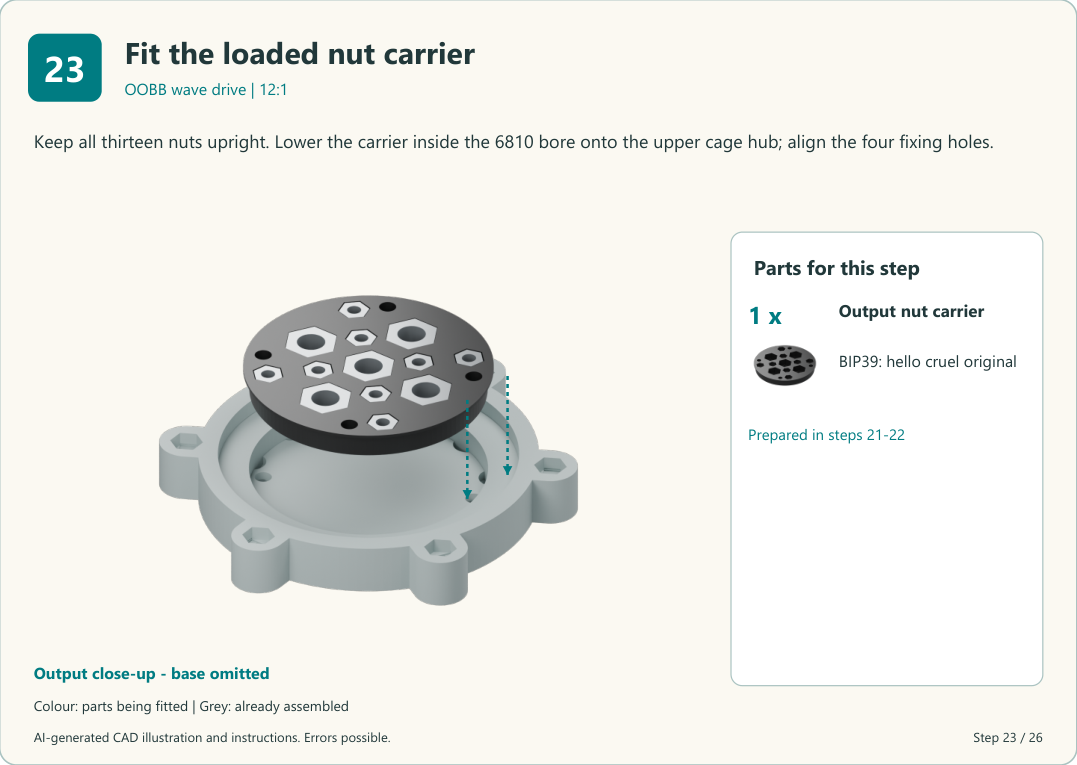 23
Fit the loaded nut carrier
OOBB wave drive | 12:1
Keep all thirteen nuts upright. Lower the carrier inside the 6810 bore onto the upper cage hub; align the four fixing holes.
Parts for this step
1 x
Output nut carrier
BIP39: hello cruel original
Prepared in steps 21-22
Output close-up - base omitted
Colour: parts being fitted | Grey: already assembled
AI-generated CAD illustration and instructions. Errors possible.
Step 23 / 26